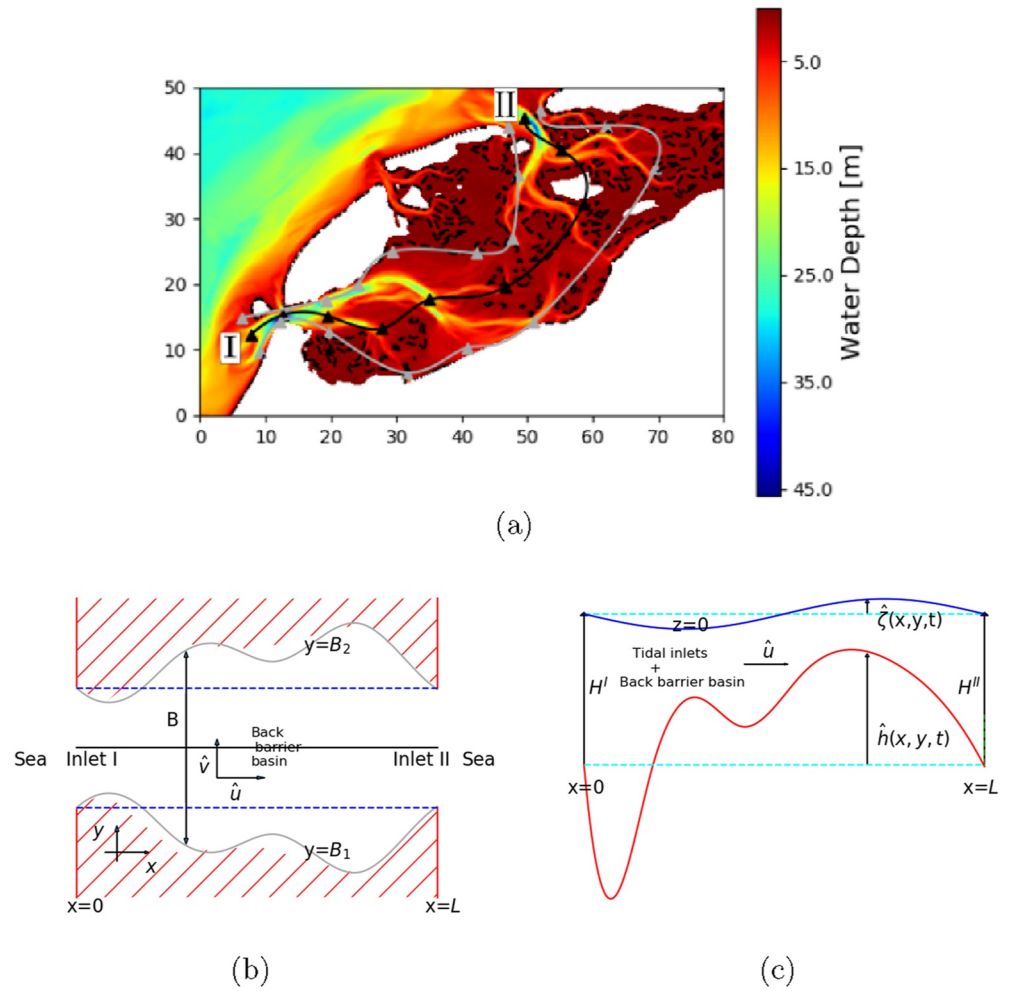 50
40
30
20
10
0
0 10 20 30 40 50 60 70 80
I
II
5.0
15.0
25.0
35.0
45.0
Water Depth [m]
(a)
y=B₂
B
Back
barrier
basin
Sea Inlet I
Inlet II Sea
v̂
û
y
x
y=B₁
x=0
x=L
(b)
ζ̂(x,y,t)
z=0
Tidal inlets
+
Back barrier basin
û
Hᴵ
Hᴵᴵ
ĥ(x, y, t)
x=0
x=L
(c)